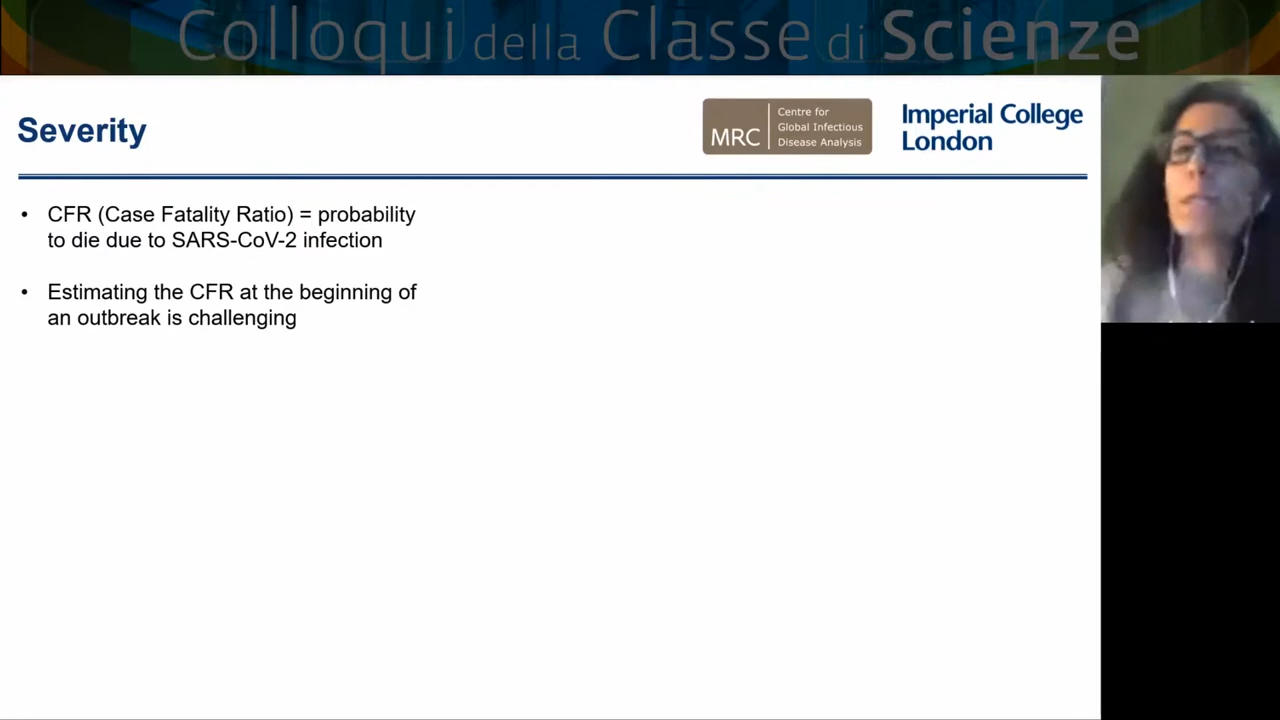 Colloqui della Classe di Scienze
Severity
MRC
Centre for
Global Infectious
Disease Analysis
Imperial College
London
• CFR (Case Fatality Ratio) = probability
to die due to SARS-CoV-2 infection
• Estimating the CFR at the beginning of
an outbreak is challenging